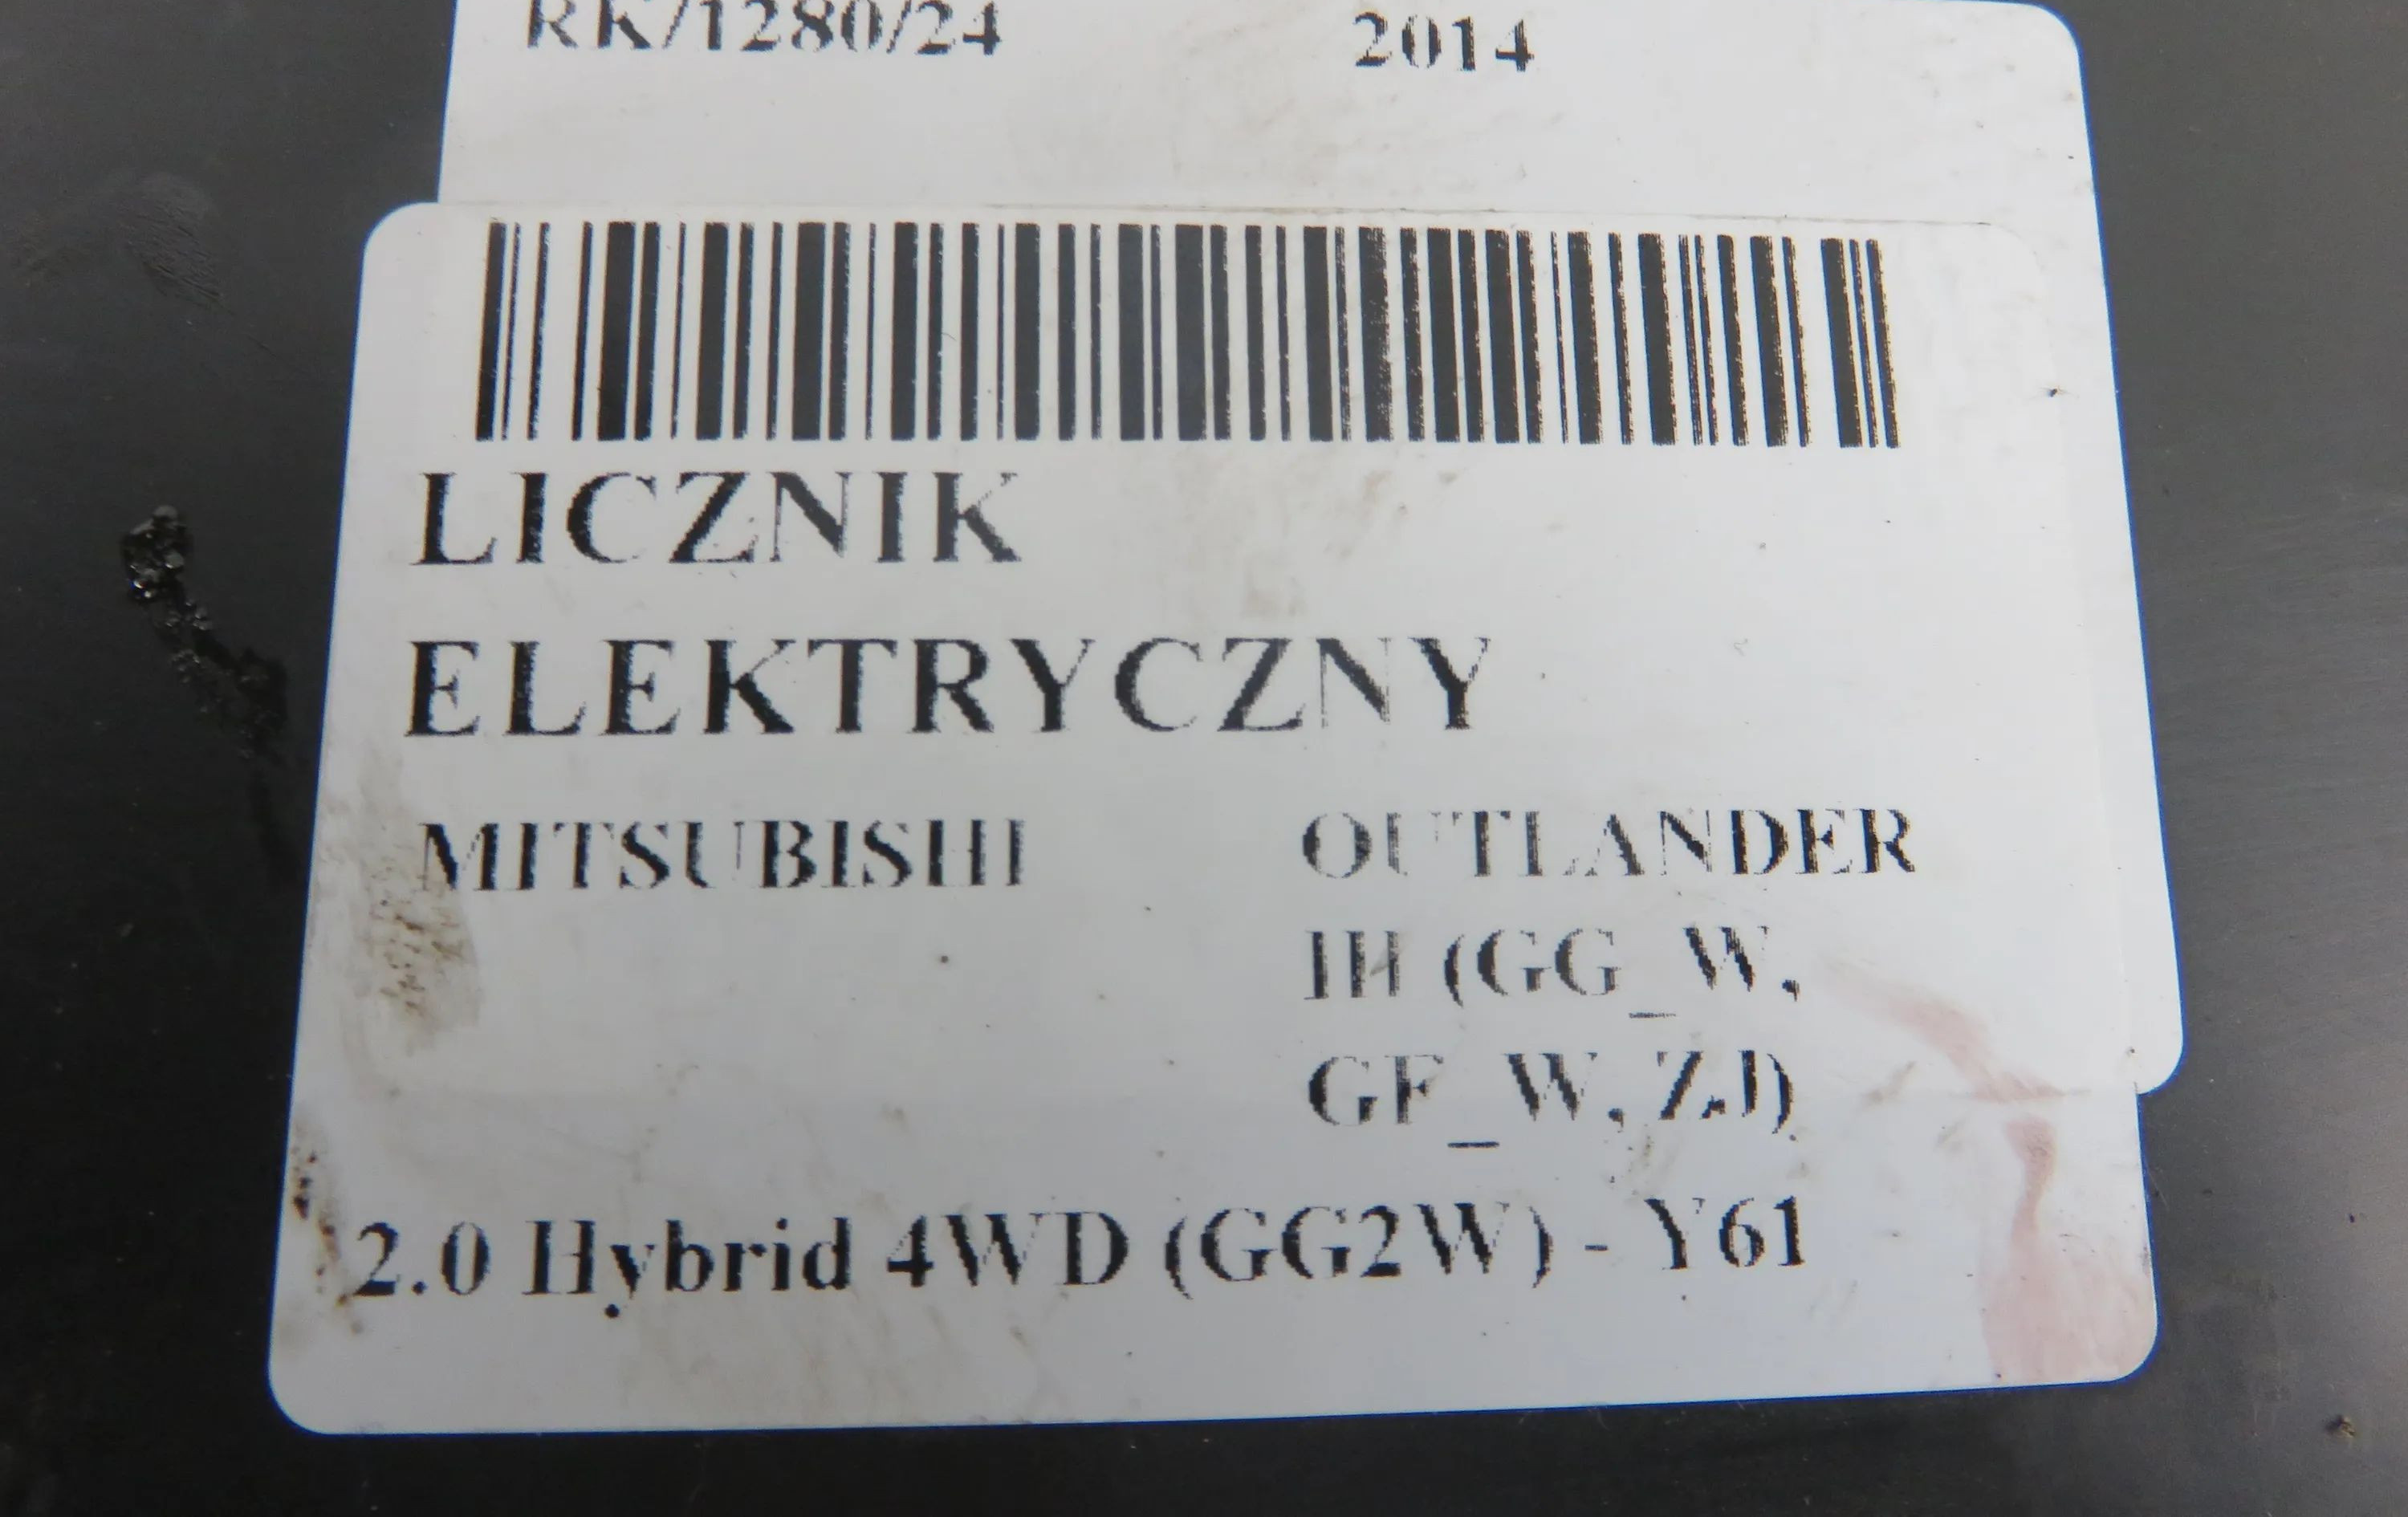 RK/1280/24 2014
LICZNIK
ELEKTRYCZNY
MITSUBISHI OUTLANDER
III (GG_W,
GF_W, ZJ)
2.0 Hybrid 4WD (GG2W) - Y61